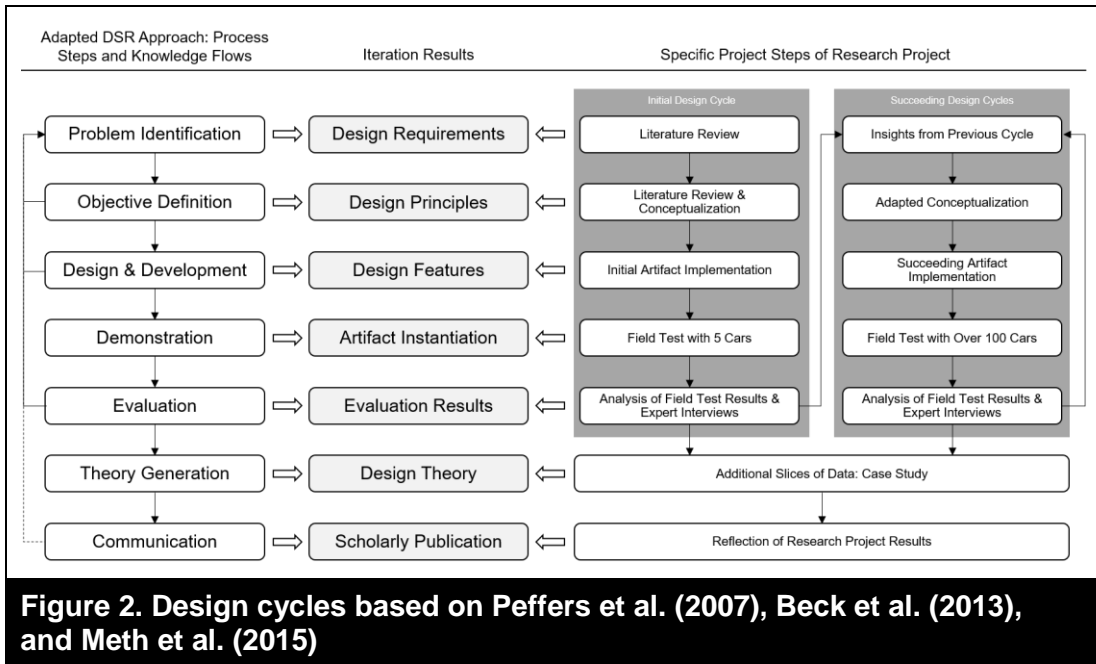 Adapted DSR Approach: Process
Steps and Knowledge Flows
Iteration Results
Specific Project Steps of Research Project
Initial Design Cycle
Succeeding Design Cycles
Problem Identification
Design Requirements
Literature Review
Insights from Previous Cycle
Objective Definition
Design Principles
Literature Review &
Conceptualization
Adapted Conceptualization
Design & Development
Design Features
Initial Artifact Implementation
Succeeding Artifact
Implementation
Demonstration
Artifact Instantiation
Field Test with 5 Cars
Field Test with Over 100 Cars
Evaluation
Evaluation Results
Analysis of Field Test Results &
Expert Interviews
Analysis of Field Test Results &
Expert Interviews
Theory Generation
Design Theory
Additional Slices of Data: Case Study
Communication
Scholarly Publication
Reflection of Research Project Results
Figure 2. Design cycles based on Peffers et al. (2007), Beck et al. (2013),
and Meth et al. (2015)